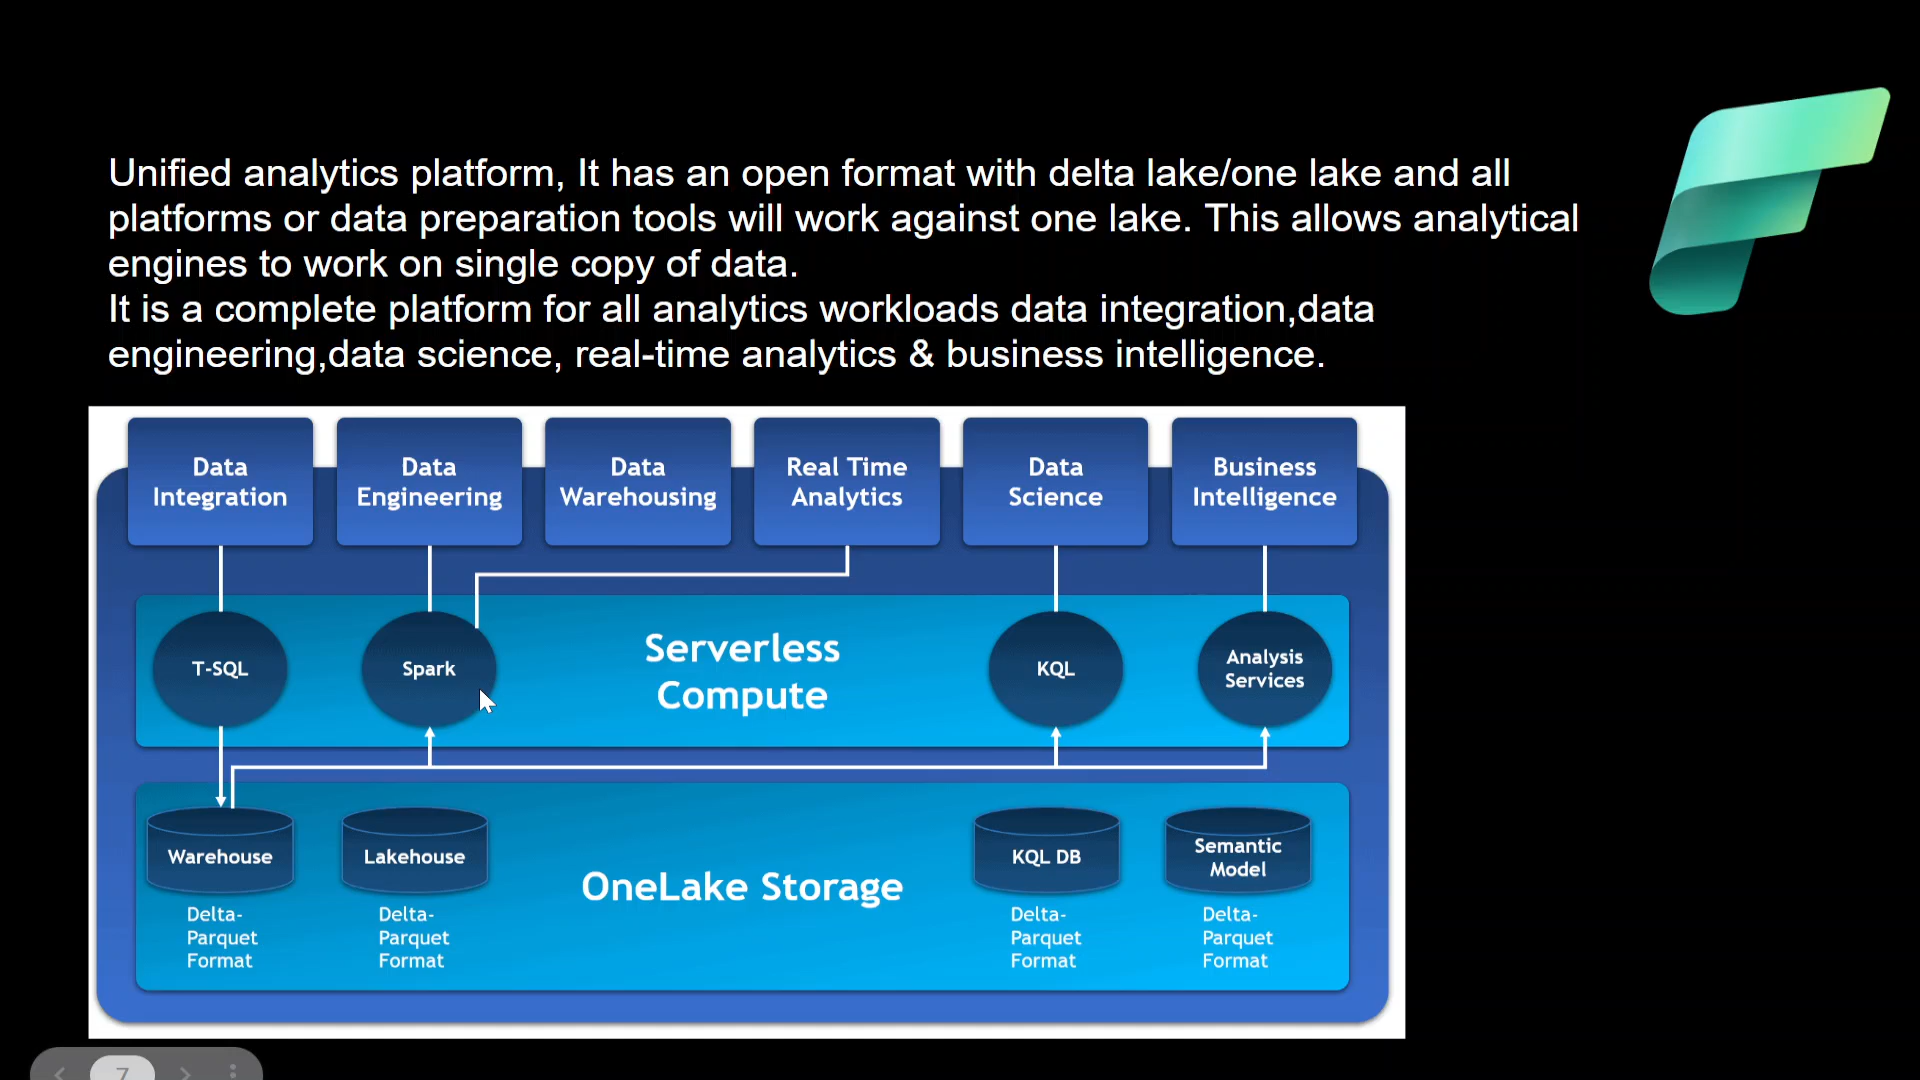 Unified analytics platform, It has an open format with delta lake/one lake and all
platforms or data preparation tools will work against one lake. This allows analytical
engines to work on single copy of data.
It is a complete platform for all analytics workloads data integration,data
engineering,data science, real-time analytics & business intelligence.
Data
Integration
Data
Engineering
Data
Warehousing
Real Time
Analytics
Data
Science
Business
Intelligence
T-SQL
Spark
Serverless
Compute
KQL
Analysis
Services
Warehouse
Lakehouse
OneLake Storage
KQL DB
Semantic
Model
Delta-
Parquet
Format
Delta-
Parquet
Format
Delta-
Parquet
Format
Delta-
Parquet
Format
7